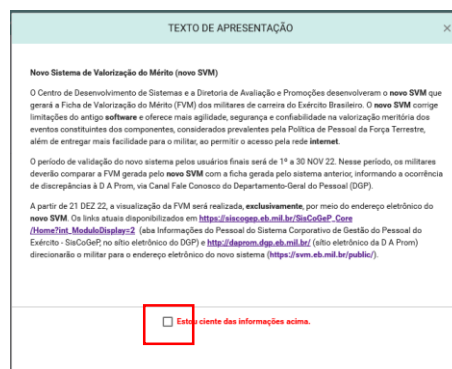 TEXTO DE APRESENTAÇÃO ×
Novo Sistema de Valorização do Mérito (novo SVM)
O Centro de Desenvolvimento de Sistemas e a Diretoria de Avaliação e Promoções desenvolveram o novo SVM que
gerará a Ficha de Valorização do Mérito (FVM) dos militares de carreira do Exército Brasileiro. O novo SVM corrige
limitações do antigo software e oferece mais agilidade, segurança e confiabilidade na valorização meritória dos
eventos constituintes dos componentes, considerados prevalentes pela Política de Pessoal da Força Terrestre,
além de entregar mais facilidade para o militar, ao permitir o acesso pela rede internet.
O período de validação do novo sistema pelos usuários finais será de 1º a 30 NOV 22. Nesse período, os militares
deverão comparar a FVM gerada pelo novo SVM com a ficha gerada pelo sistema anterior, informando a ocorrência
de discrepâncias à D A Prom, via Canal Fale Conosco do Departamento-Geral do Pessoal (DGP).
A partir de 21 DEZ 22, a visualização da FVM será realizada, exclusivamente, por meio do endereço eletrônico do
novo SVM. Os links atuais disponibilizados em https://siscogep.eb.mil.br/SisCoGeP_Core
/Home?int_ModuloDisplay=2 (aba Informações do Pessoal do Sistema Corporativo de Gestão do Pessoal do
Exército - SisCoGeP, no sítio eletrônico do DGP) e http://daprom.dgp.eb.mil.br/ (sítio eletrônico da D A Prom)
direcionarão o militar para o endereço eletrônico do novo sistema (https://svm.eb.mil.br/public/).
Estou ciente das informações acima.